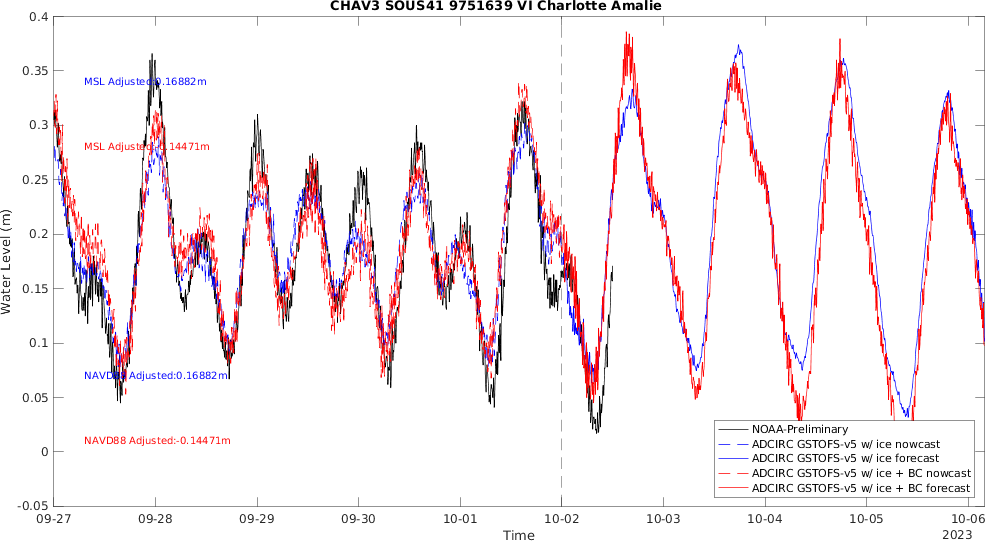 CHAV3 SOUS41 9751639 VI Charlotte Amalie
0.4
0.35
0.3
0.25
0.2
0.15
0.1
0.05
0
-0.05
Water Level (m)
MSL Adjusted:0.16882m
MSL Adjusted:-0.14471m
NAVD88 Adjusted:0.16882m
NAVD88 Adjusted:-0.14471m
NOAA-Preliminary
ADCIRC GSTOFS-v5 w/ ice nowcast
ADCIRC GSTOFS-v5 w/ ice forecast
ADCIRC GSTOFS-v5 w/ ice + BC nowcast
ADCIRC GSTOFS-v5 w/ ice + BC forecast
09-27 09-28 09-29 09-30 10-01 10-02 10-03 10-04 10-05 10-06
Time
2023